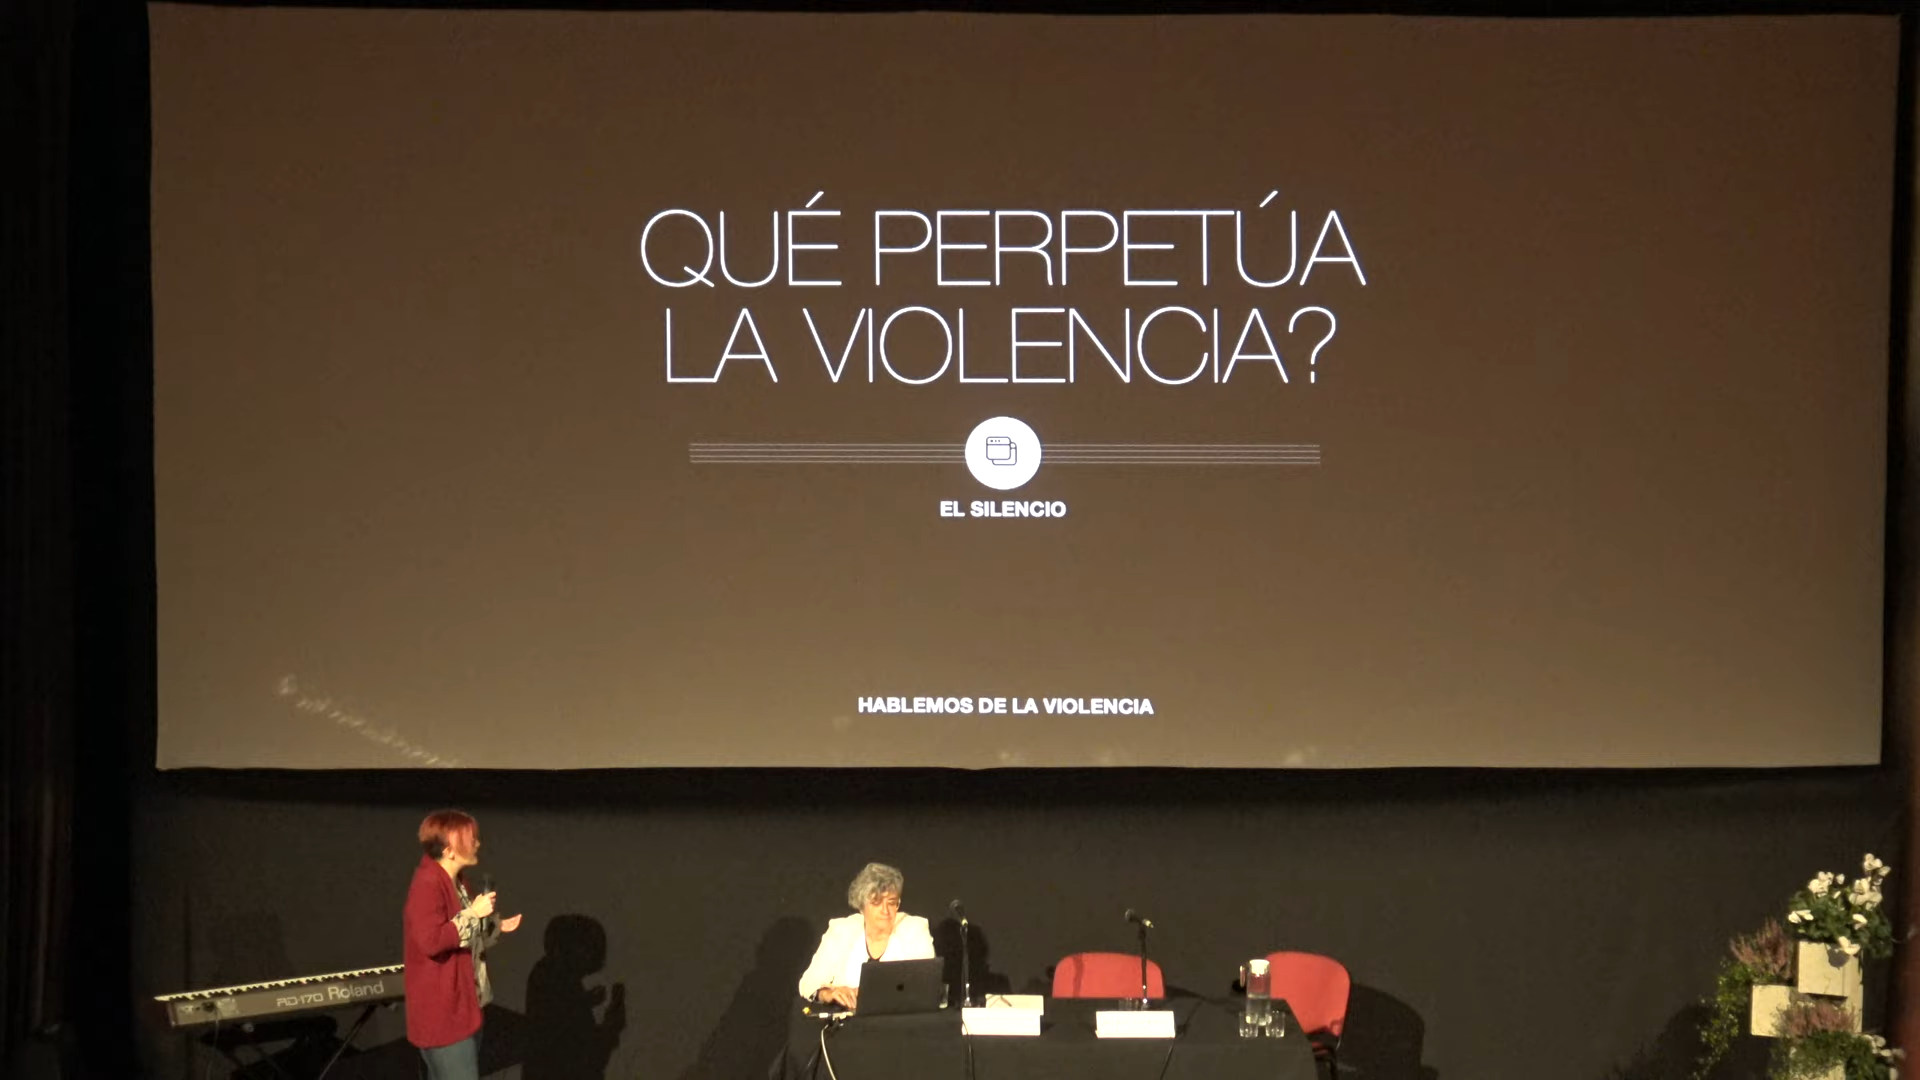 QUÉ PERPETÚA
LA VIOLENCIA?
EL SILENCIO
HABLEMOS DE LA VIOLENCIA
RD-170 Roland